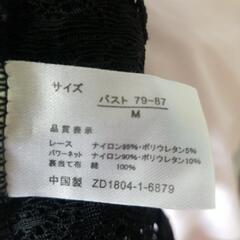 サイズ
バスト 79-87
M
品質表示
レース ナイロン95%・ポリウレタン5%
パワーネット ナイロン90%・ポリウレタン10%
裏当て布 綿 100%
中国製 ZD1804-1-6879